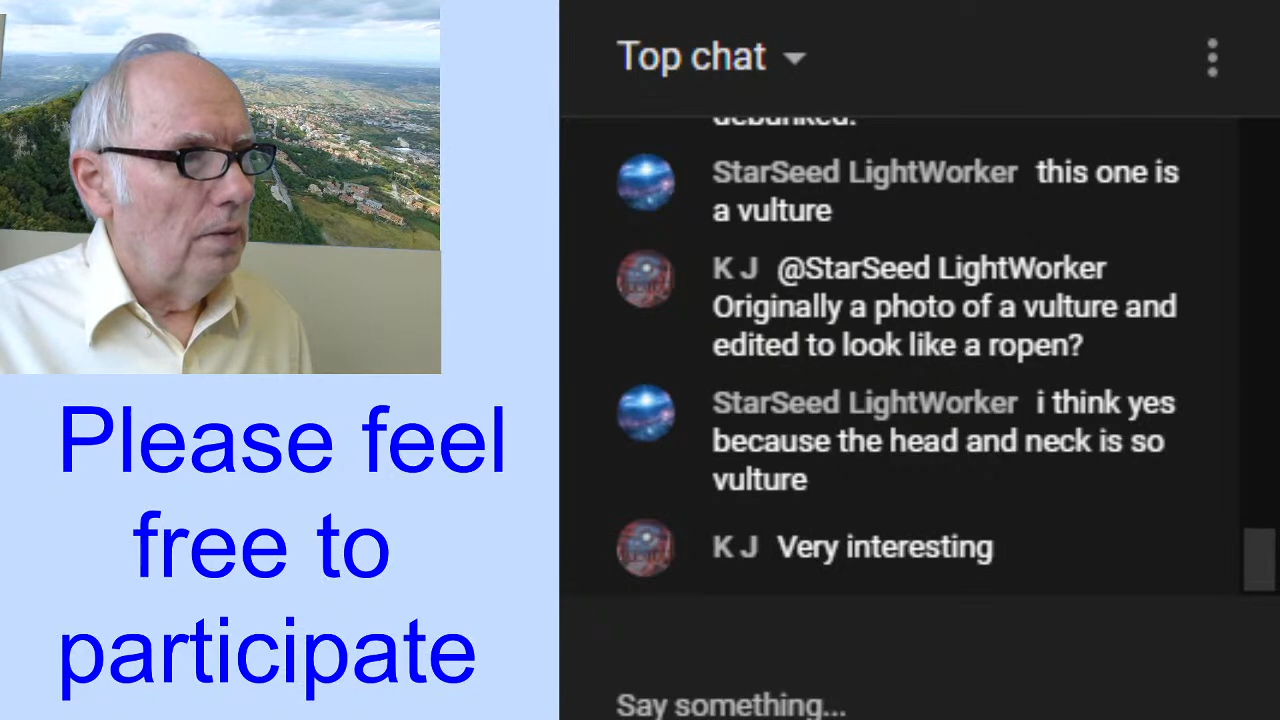 Please feel
free to
participate
Top chat
debunked.
StarSeed LightWorker this one is
a vulture
K J @StarSeed LightWorker
Originally a photo of a vulture and
edited to look like a ropen?
StarSeed LightWorker i think yes
because the head and neck is so
vulture
K J Very interesting
Say something...